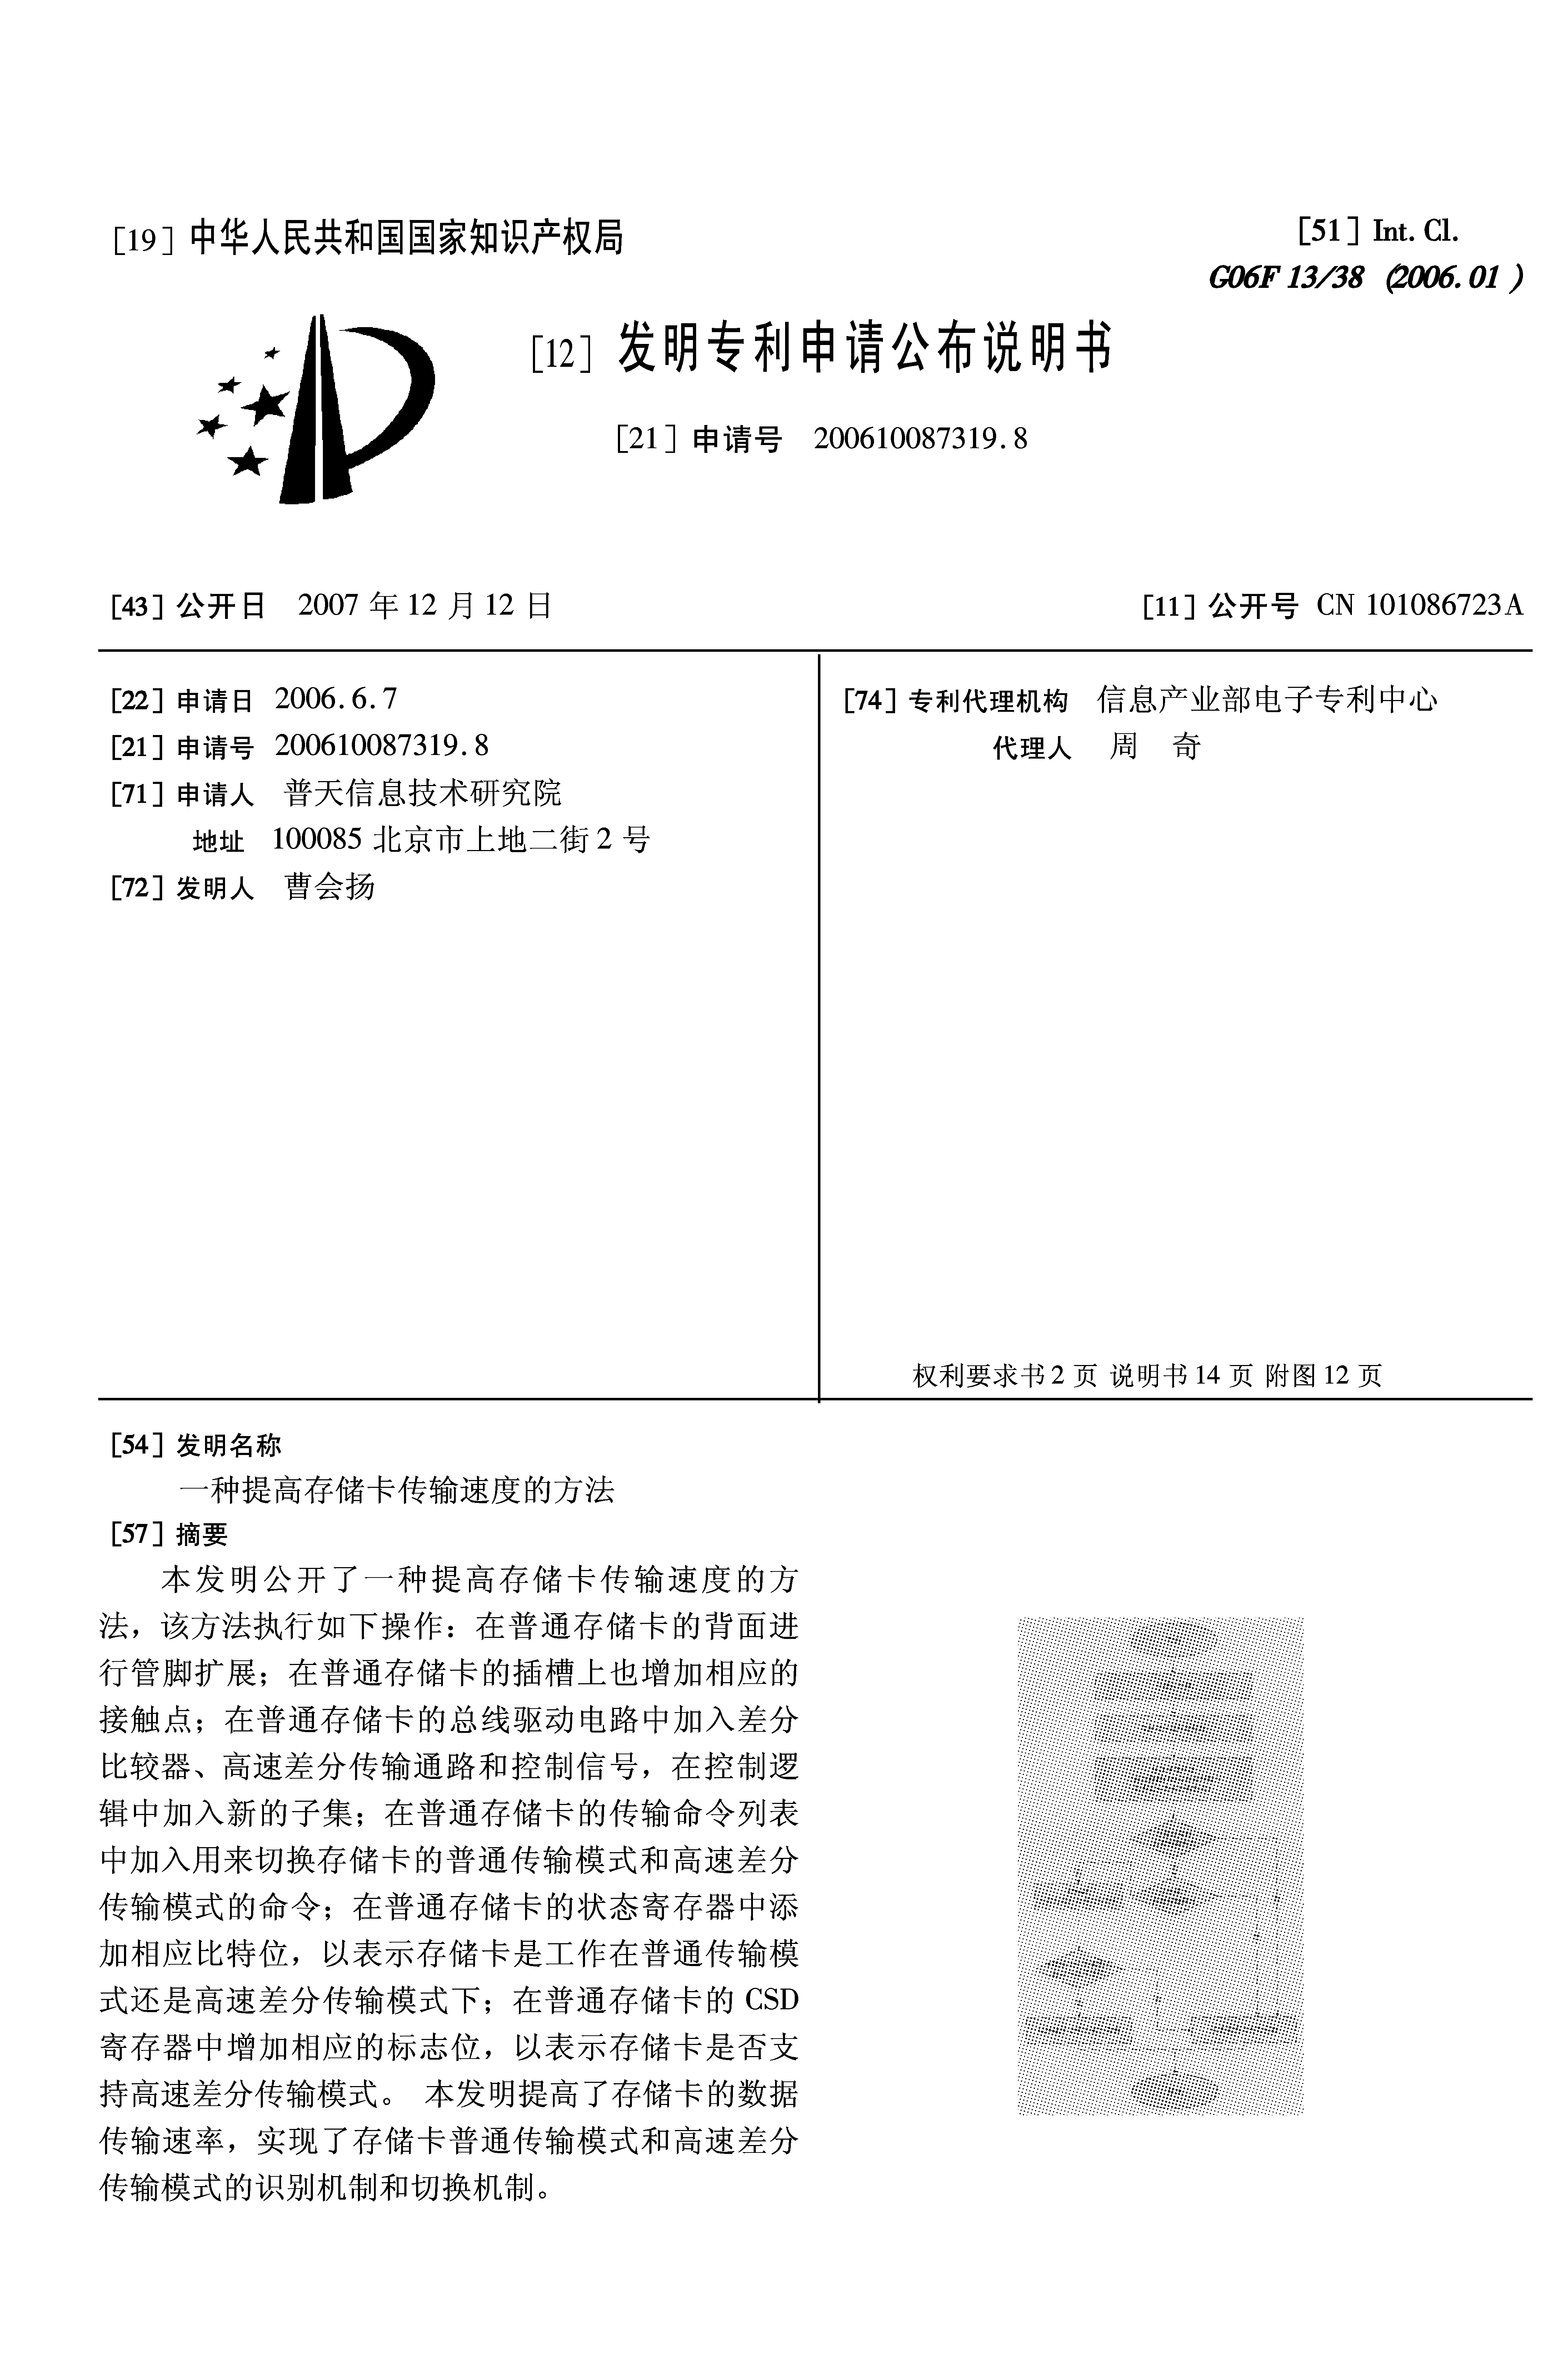 [19] 中华人民共和国国家知识产权局
[51] Int. Cl.
G06F 13/38 (2006.01)
[12] 发明专利申请公布说明书
[21] 申请号 200610087319.8
[43] 公开日 2007 年 12 月 12 日
[11] 公开号 CN 101086723A
[22] 申请日 2006.6.7
[21] 申请号 200610087319.8
[71] 申请人 普天信息技术研究院
地址 100085 北京市上地二街 2 号
[72] 发明人 曹会扬
[74] 专利代理机构 信息产业部电子专利中心
代理人 周 奇
权利要求书 2 页 说明书 14 页 附图 12 页
[54] 发明名称
一种提高存储卡传输速度的方法
[57] 摘要
本发明公开了一种提高存储卡传输速度的方
法，该方法执行如下操作：在普通存储卡的背面进
行管脚扩展；在普通存储卡的插槽上也增加相应的
接触点；在普通存储卡的总线驱动电路中加入差分
比较器、高速差分传输通路和控制信号，在控制逻
辑中加入新的子集；在普通存储卡的传输命令列表
中加入用来切换存储卡的普通传输模式和高速差分
传输模式的命令；在普通存储卡的状态寄存器中添
加相应比特位，以表示存储卡是工作在普通传输模
式还是高速差分传输模式下；在普通存储卡的 CSD
寄存器中增加相应的标志位，以表示存储卡是否支
持高速差分传输模式。 本发明提高了存储卡的数据
传输速率，实现了存储卡普通传输模式和高速差分
传输模式的识别机制和切换机制。